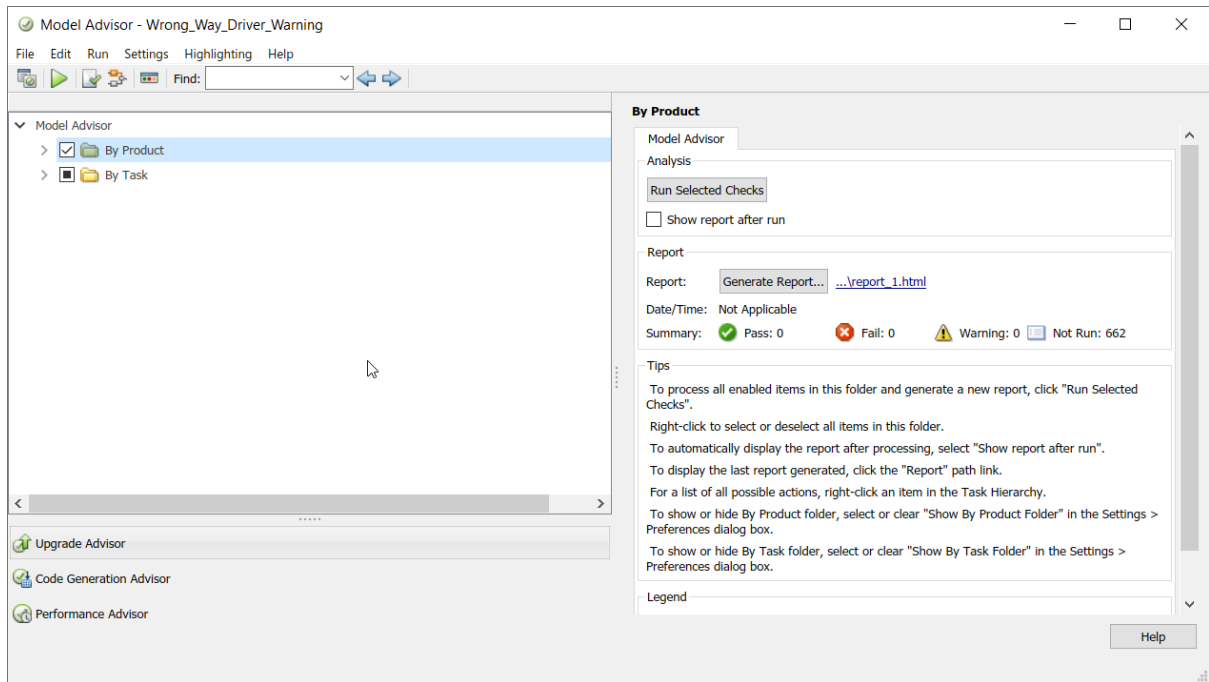 Model Advisor - Wrong_Way_Driver_Warning
File Edit Run Settings Highlighting Help
Find:
Model Advisor
By Product
By Task
Upgrade Advisor
Code Generation Advisor
Performance Advisor
By Product
Model Advisor
Analysis
Run Selected Checks
Show report after run
Report
Report: Generate Report... ...\report_1.html
Date/Time: Not Applicable
Summary: Pass: 0 Fail: 0 Warning: 0 Not Run: 662
Tips
To process all enabled items in this folder and generate a new report, click "Run Selected
Checks".
Right-click to select or deselect all items in this folder.
To automatically display the report after processing, select "Show report after run".
To display the last report generated, click the "Report" path link.
For a list of all possible actions, right-click an item in the Task Hierarchy.
To show or hide By Product folder, select or clear "Show By Product Folder" in the Settings >
Preferences dialog box.
To show or hide By Task folder, select or clear "Show By Task Folder" in the Settings >
Preferences dialog box.
Legend
Help